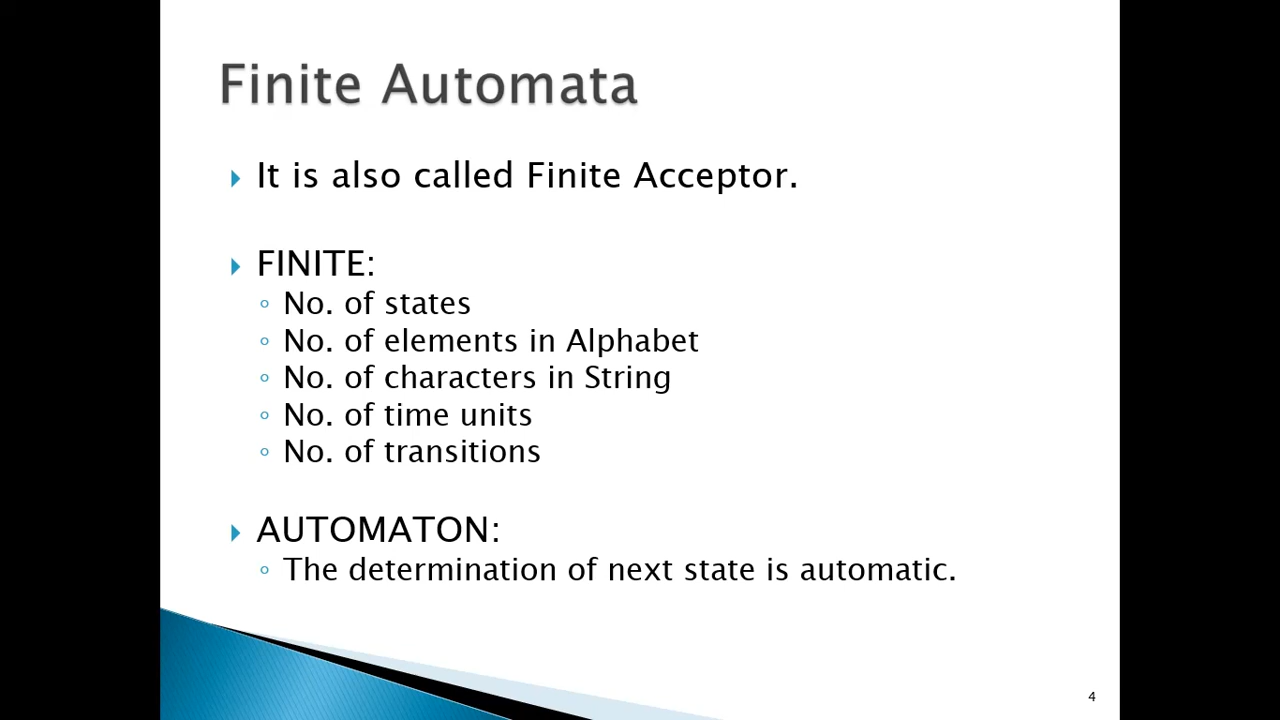 Finite Automata
It is also called Finite Acceptor.
FINITE:
No. of states
No. of elements in Alphabet
No. of characters in String
No. of time units
No. of transitions
AUTOMATON:
The determination of next state is automatic.
4